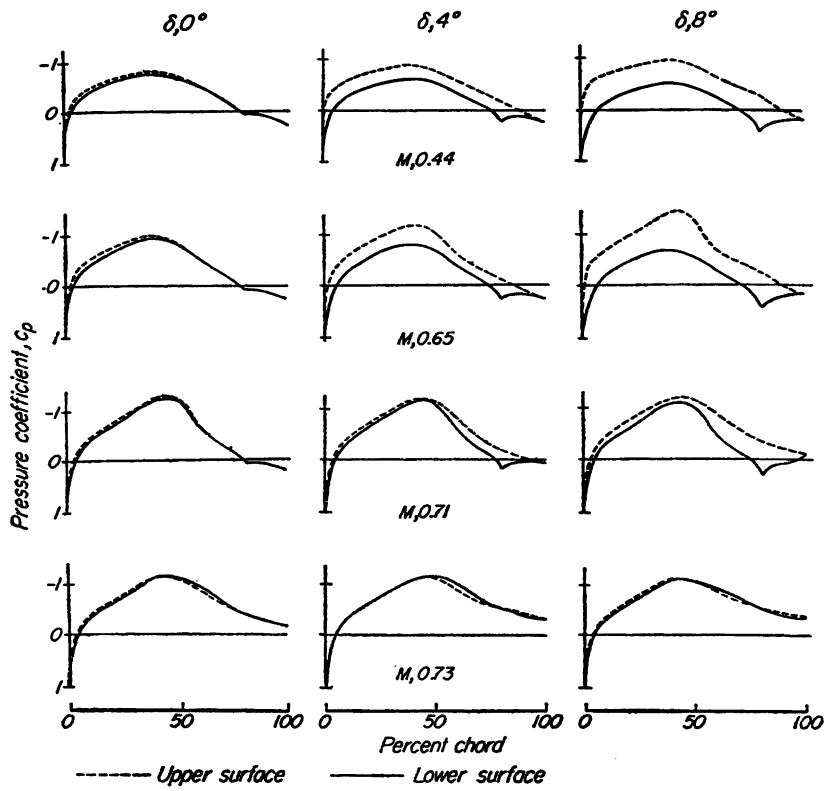 δ,0° δ,4° δ,8°
-1
0
1
M,0.44
-1
-0
1
M,0.65
-1
0
1
M,0.71
-1
0
1
M,0.73
Pressure coefficient, cp
0 50 100 0 50 100 0 50 100
Percent chord
Upper surface Lower surface